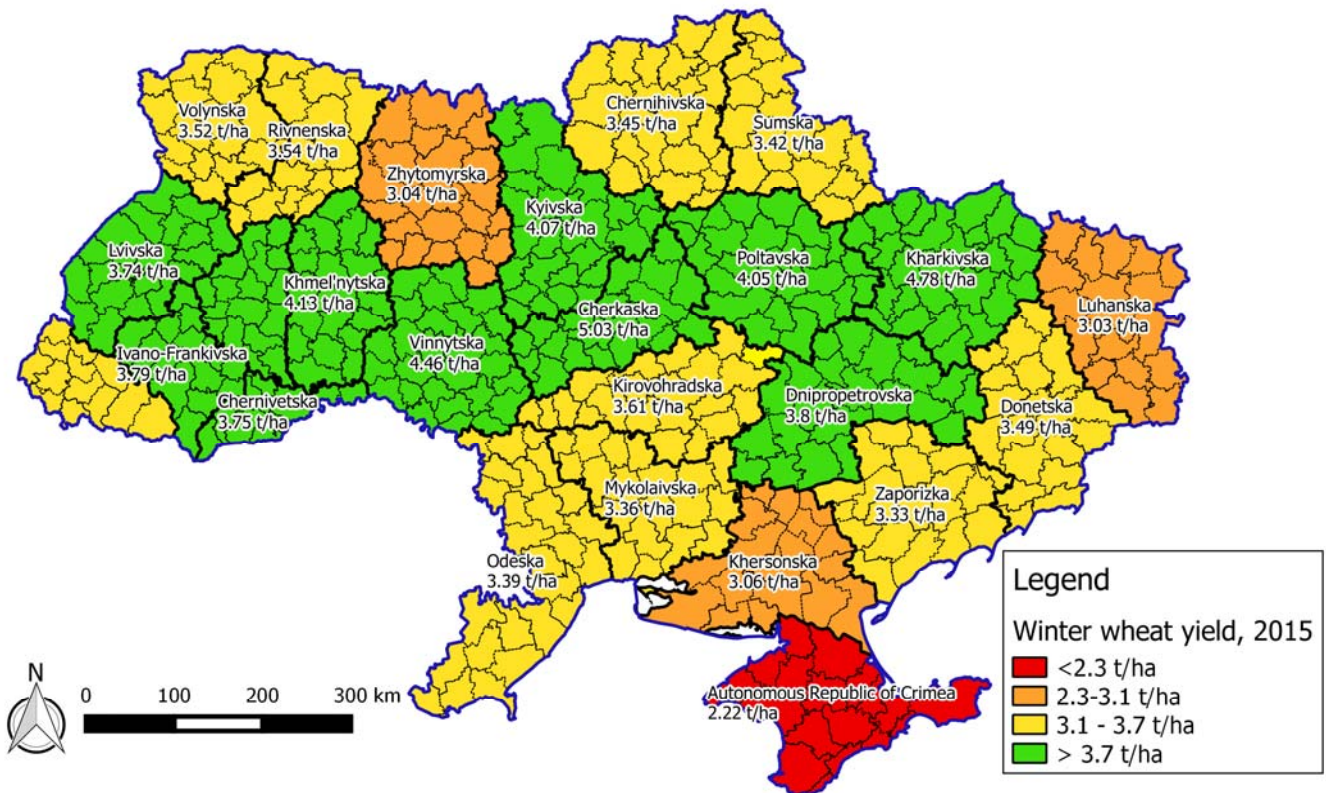 Volynska
3.52 t/ha
Rivnenska
3.54 t/ha
Zhytomyrska
3.04 t/ha
Chernihivska
3.45 t/ha
Sumska
3.42 t/ha
Kyivska
4.07 t/ha
Lvivska
3.74 t/ha
Khmel'nytska
4.13 t/ha
Poltavska
4.05 t/ha
Kharkivska
4.78 t/ha
Luhanska
3.03 t/ha
Cherkaska
5.03 t/ha
Vinnytska
4.46 t/ha
Ivano-Frankivska
3.79 t/ha
Chernivetska
3.75 t/ha
Kirovohradska
3.61 t/ha
Dnipropetrovska
3.8 t/ha
Donetska
3.49 t/ha
Mykolaivska
3.36 t/ha
Zaporizka
3.33 t/ha
Odeska
3.39 t/ha
Khersonska
3.06 t/ha
Autonomous Republic of Crimea
2.22 t/ha
N
0 100 200 300 km
Legend
Winter wheat yield, 2015
<2.3 t/ha
2.3-3.1 t/ha
3.1 - 3.7 t/ha
> 3.7 t/ha